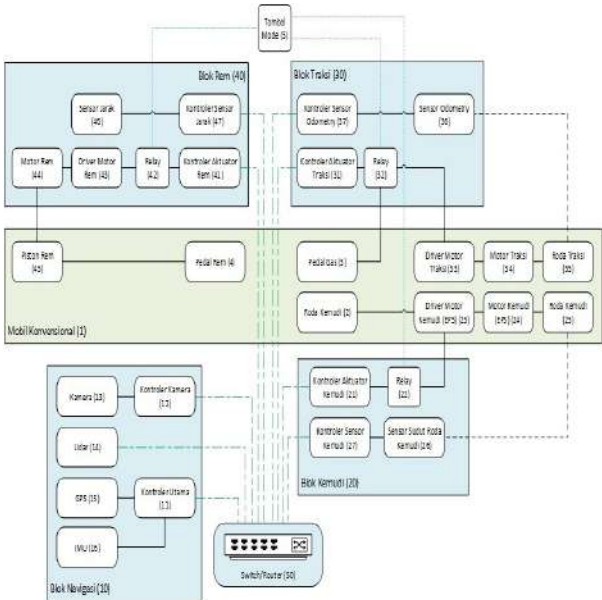 Tombol
Mode (5)
Blok Rem (40)
Blok Traksi (30)
Sensor Jarak
(46)
Kontroler Sensor
Jarak (47)
Kontroler Sensor
Odometry (37)
Sensor Odometry
(36)
Motor Rem
(44)
Driver Motor
Rem (43)
Relay
(42)
Kontroler Aktuator
Rem (41)
Kontroler Aktuator
Traksi (31)
Relay
(32)
Piston Rem
(45)
Pedal Rem (4)
Pedal Gas (3)
Driver Motor
Traksi (33)
Motor Traksi
(34)
Roda Traksi
(35)
Roda Kemudi (2)
Driver Motor
Kemudi (EPS) (23)
Motor Kemudi
(EPS) (24)
Roda Kemudi
(25)
Mobil Konvensional (1)
Kamera (13)
Kontroler Kamera
(12)
Kontroler Aktuator
Kemudi (21)
Relay
(22)
Lidar (14)
Kontroler Sensor
Kemudi (27)
Sensor Sudut Roda
Kemudi (26)
GPS (15)
Kontroler Utama
(11)
Blok Kemudi (20)
IMU (16)
Switch/Router (50)
Blok Navigasi (10)